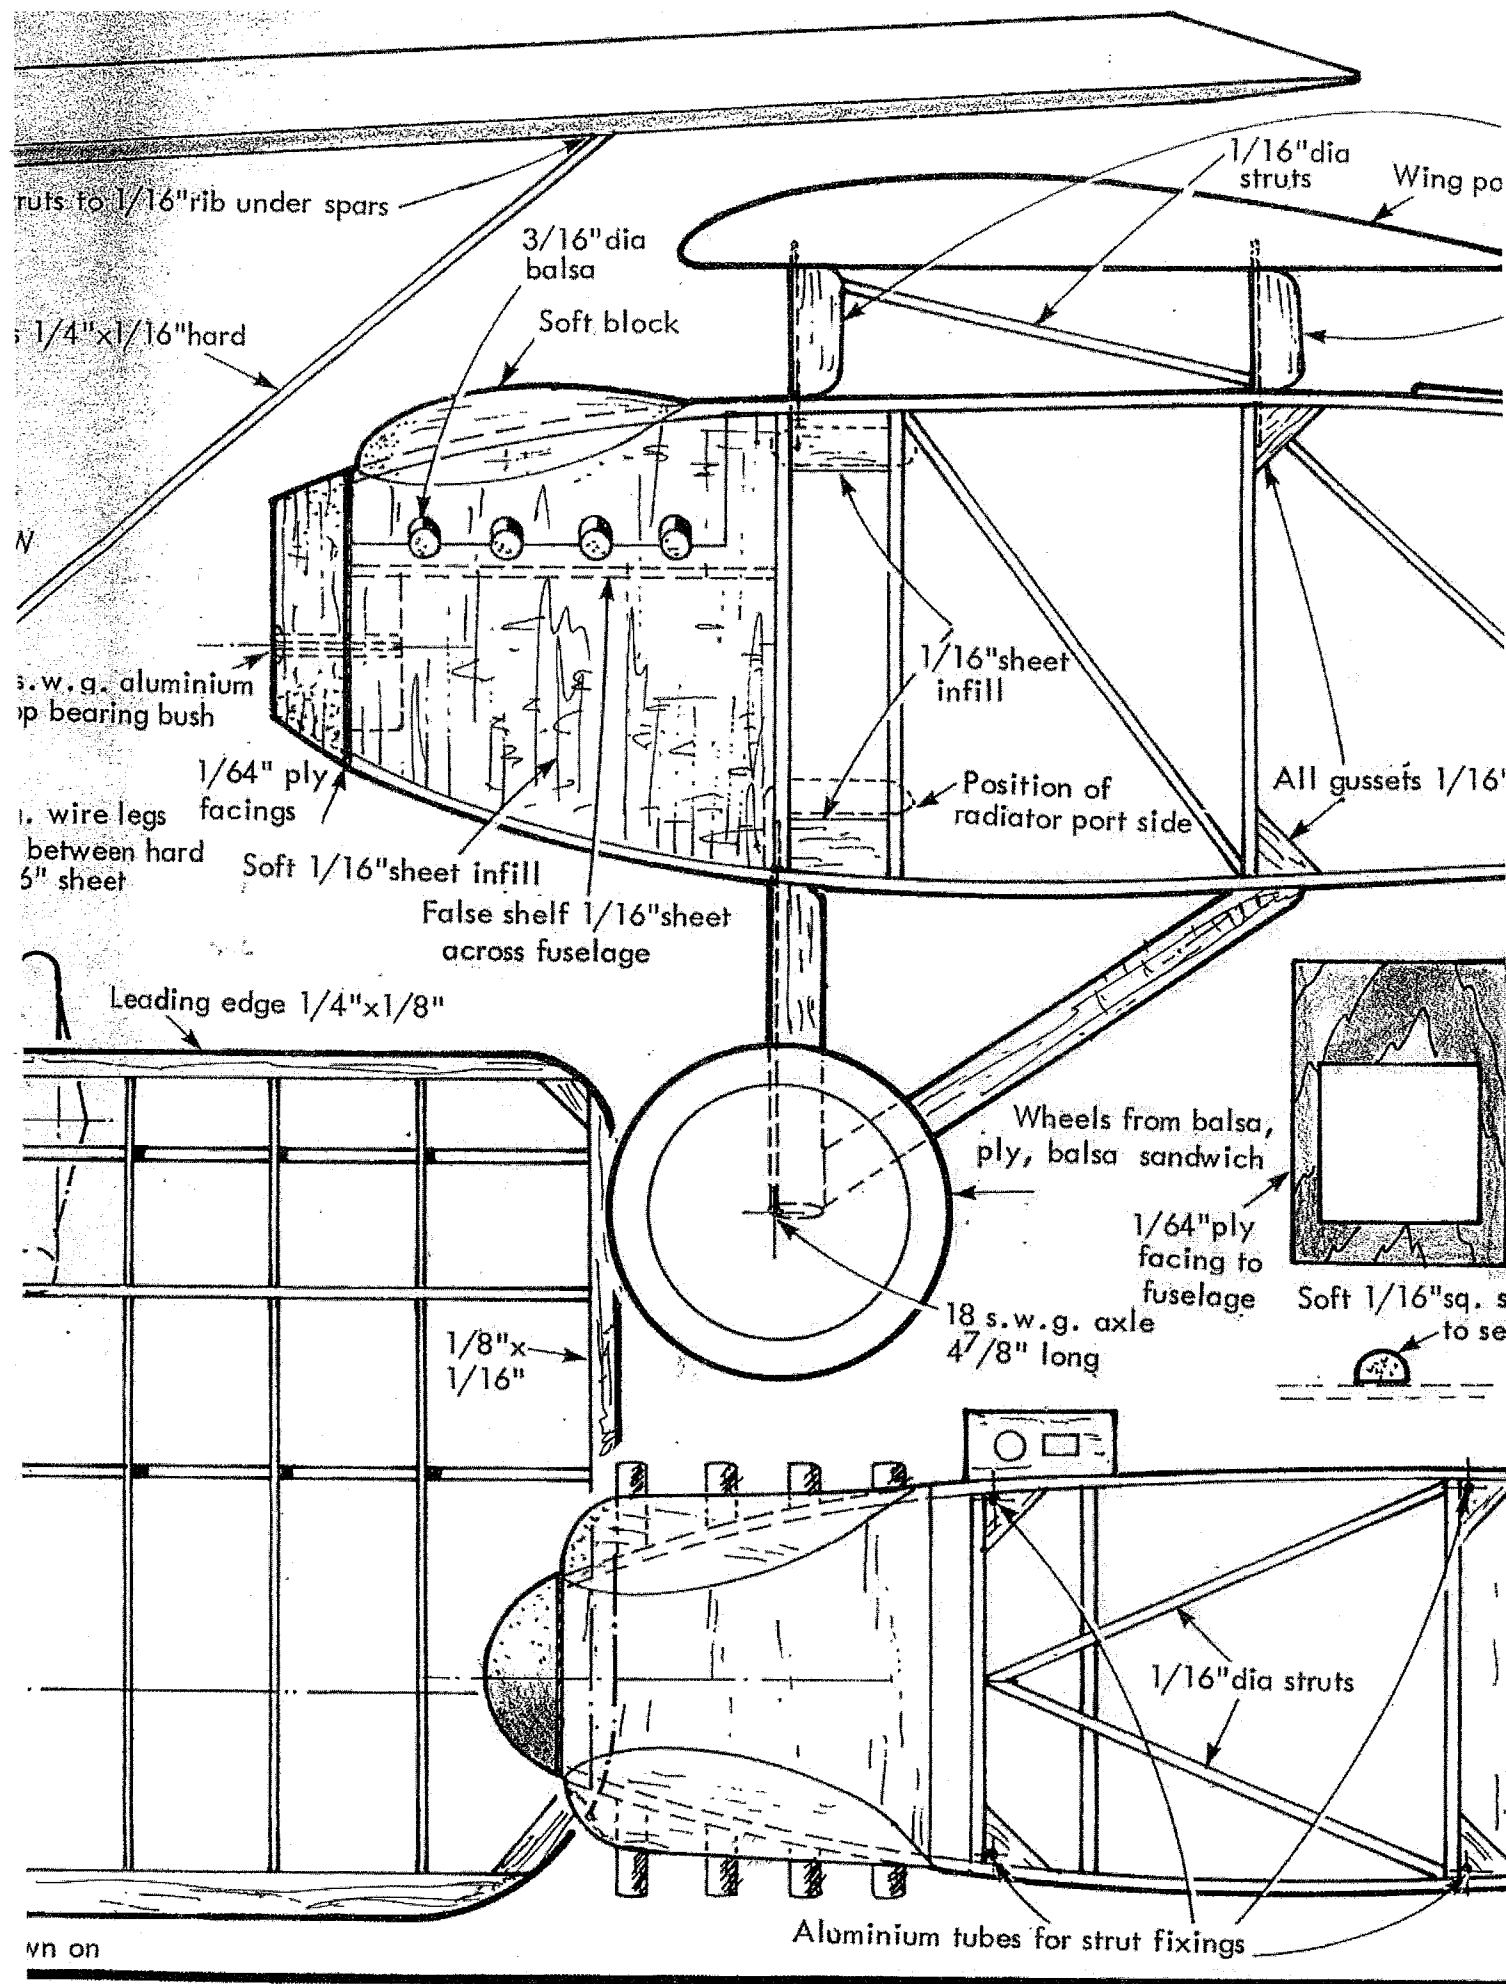 1/16"dia
struts
Wing
to 1/16"rib under spars
3/16"dia
balsa
Soft block
1/4"x1/16"hard
1/16"sheet
infill
s.w.g. aluminium
bearing bush
1/64" ply
facings
Position of
radiator port side
All gussets 1/16"
wire legs
between hard
sheet
Soft 1/16"sheet infill
False shelf 1/16"sheet
across fuselage
Leading edge 1/4"x1/8"
Wheels from balsa,
ply, balsa sandwich
1/64"ply
facing to
fuselage
Soft 1/16"sq.
to
18 s.w.g. axle
4 7/8" long
1/8"x
1/16"
1/16"dia struts
Aluminium tubes for strut fixings
on